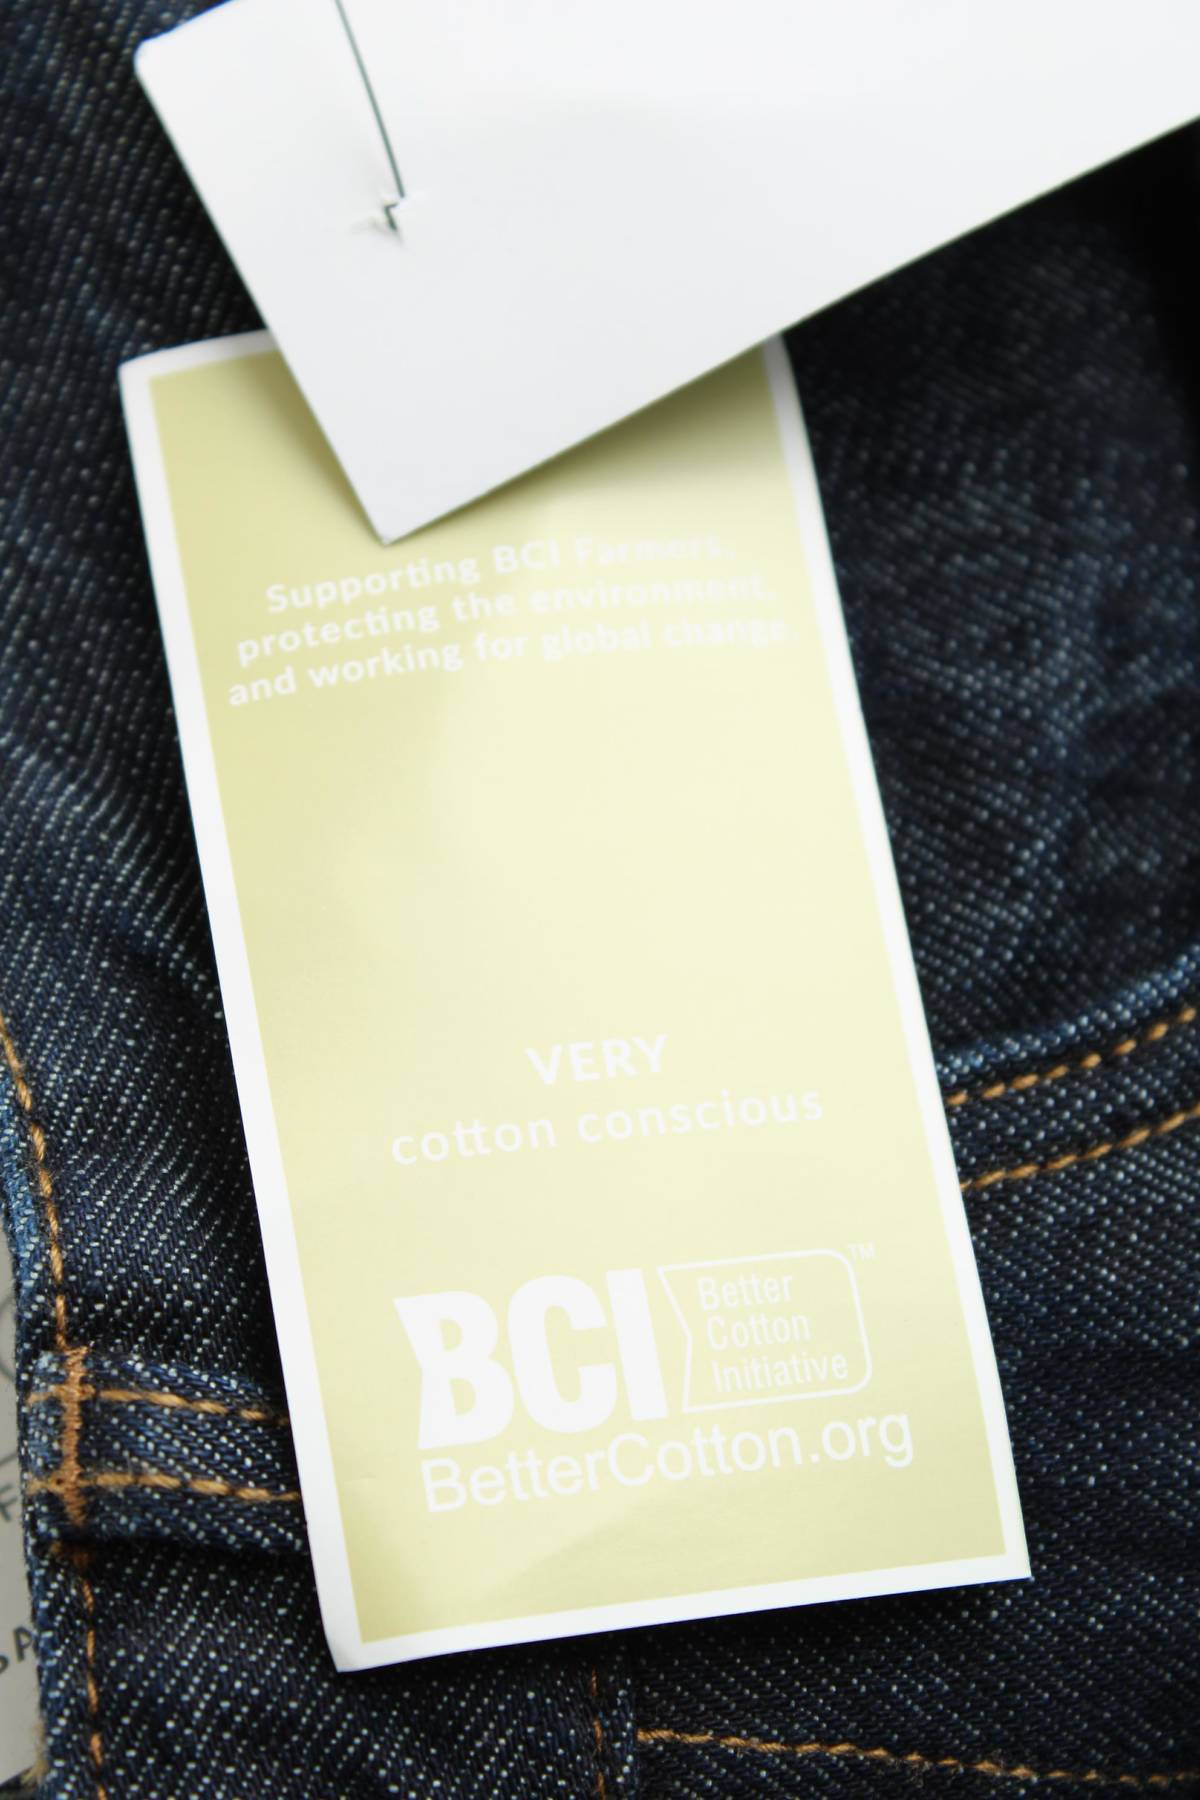 Supporting BCI Farmers,
protecting the environment,
and working for global change.
VERY
cotton conscious
BCI
Better
Cotton
Initiative
™
BetterCotton.org